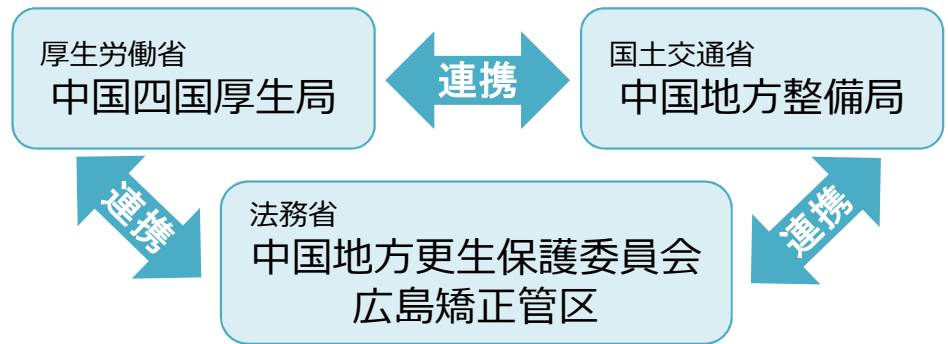 厚生労働省
中国四国厚生局
連携
国土交通省
中国地方整備局
連携
連携
法務省
中国地方更生保護委員会
広島矯正管区